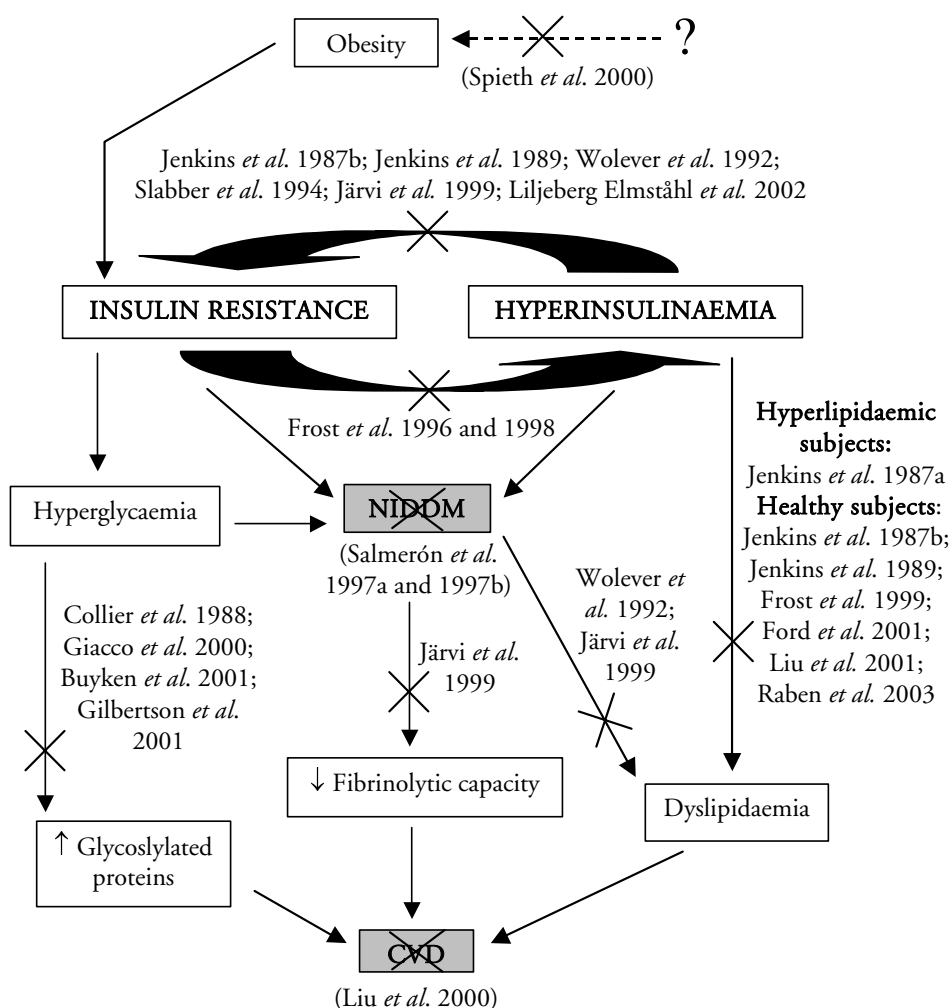 Obesity
?
(Spieth et al. 2000)
Jenkins et al. 1987b; Jenkins et al. 1989; Wolever et al. 1992;
Slabber et al. 1994; Järvi et al. 1999; Liljeberg Elmståhl et al. 2002
INSULIN RESISTANCE
HYPERINSULINAEMIA
Frost et al. 1996 and 1998
Hyperlipidaemic
subjects:
Jenkins et al. 1987a
Healthy subjects:
Jenkins et al. 1987b;
Jenkins et al. 1989;
Frost et al. 1999;
Ford et al. 2001;
Liu et al. 2001;
Raben et al. 2003
Hyperglycaemia
NIDDM
(Salmerón et al.
1997a and 1997b)
Collier et al. 1988;
Giacco et al. 2000;
Buyken et al. 2001;
Gilbertson et al.
2001
Järvi et al.
1999
Wolever et
al. 1992;
Järvi et al.
1999
↓ Fibrinolytic capacity
Dyslipidaemia
↑ Glycoslylated
proteins
CVD
(Liu et al. 2000)